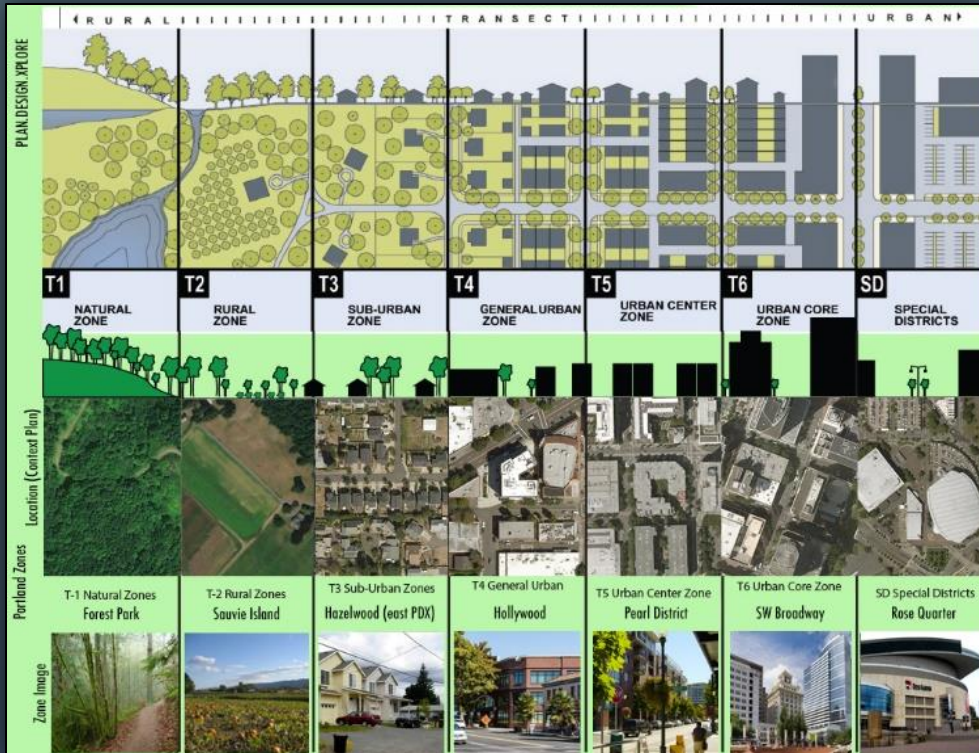 RURAL TRANSECT URBAN
PLAN.DESIGN.XPLORE
T1
T2
T3
T4
T5
T6
SD
NATURAL
ZONE
RURAL
ZONE
SUB-URBAN
ZONE
GENERAL URBAN
ZONE
URBAN CENTER
ZONE
URBAN CORE
ZONE
SPECIAL
DISTRICTS
Location (Context Plan)
Portland Zones
T-1 Natural Zones
Forest Park
T-2 Rural Zones
Sauvie Island
T3 Sub-Urban Zones
Hazelwood (east PDX)
T4 General Urban
Hollywood
T5 Urban Center Zone
Pearl District
T6 Urban Core Zone
SW Broadway
SD Special Districts
Rose Quarter
Zone Image